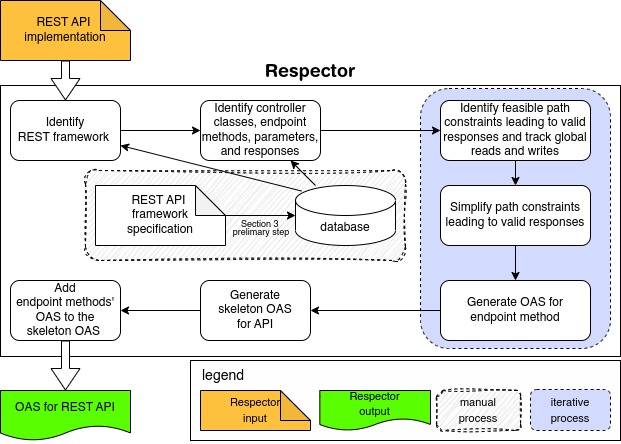 REST API
implementation
Respector
Identify
REST framework
Identify controller
classes, endpoint
methods, parameters,
and responses
Identify feasible path
constraints leading to valid
responses and track global
reads and writes
REST API
framework
specification
Section 3
prelimary step
database
Simplify path constraints
leading to valid responses
Add
endpoint methods'
OAS to the
skeleton OAS
Generate
skeleton OAS
for API
Generate OAS for
endpoint method
OAS for REST API
legend
Respector
input
Respector
output
manual
process
iterative
process